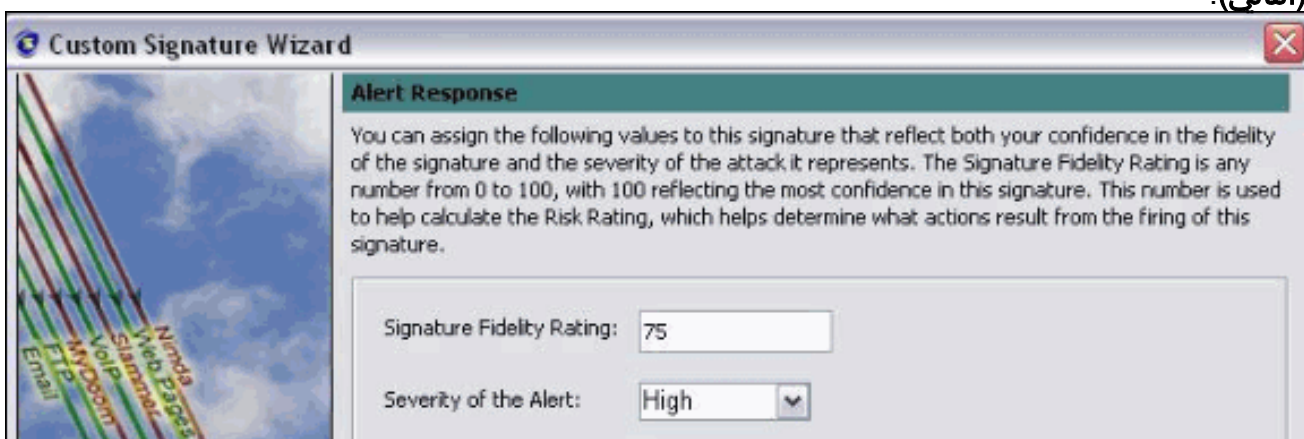 (التالي).
Custom Signature Wizard
Alert Response
You can assign the following values to this signature that reflect both your confidence in the fidelity
of the signature and the severity of the attack it represents. The Signature Fidelity Rating is any
number from 0 to 100, with 100 reflecting the most confidence in this signature. This number is used
to help calculate the Risk Rating, which helps determine what actions result from the firing of this
signature.
Signature Fidelity Rating: 75
Severity of the Alert: High
Nimda
Web Pages
Slammer
VoIP
MyDoom
FTP
Email